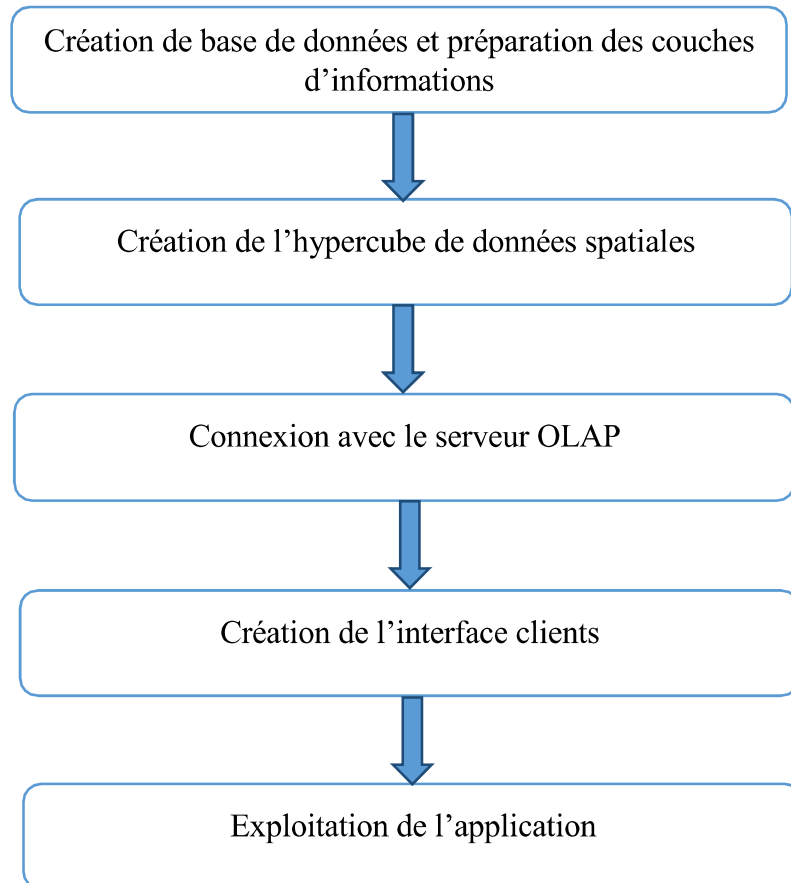 Création de base de données et préparation des couches
d’informations
Création de l’hypercube de données spatiales
Connexion avec le serveur OLAP
Création de l’interface clients
Exploitation de l’application